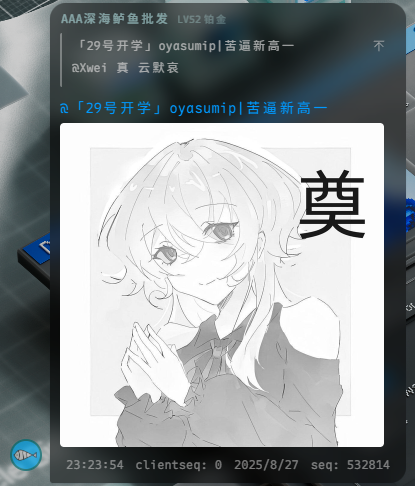 AAA深海鲈鱼批发 LV52 铂金
「29号开学」oyasumip|苦逼新高一
@Xwei 真 云默哀
@「29号开学」oyasumip|苦逼新高一
奠
23:23:54 clientseq: 0 2025/8/27 seq: 532814